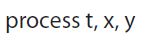 process t, x, y